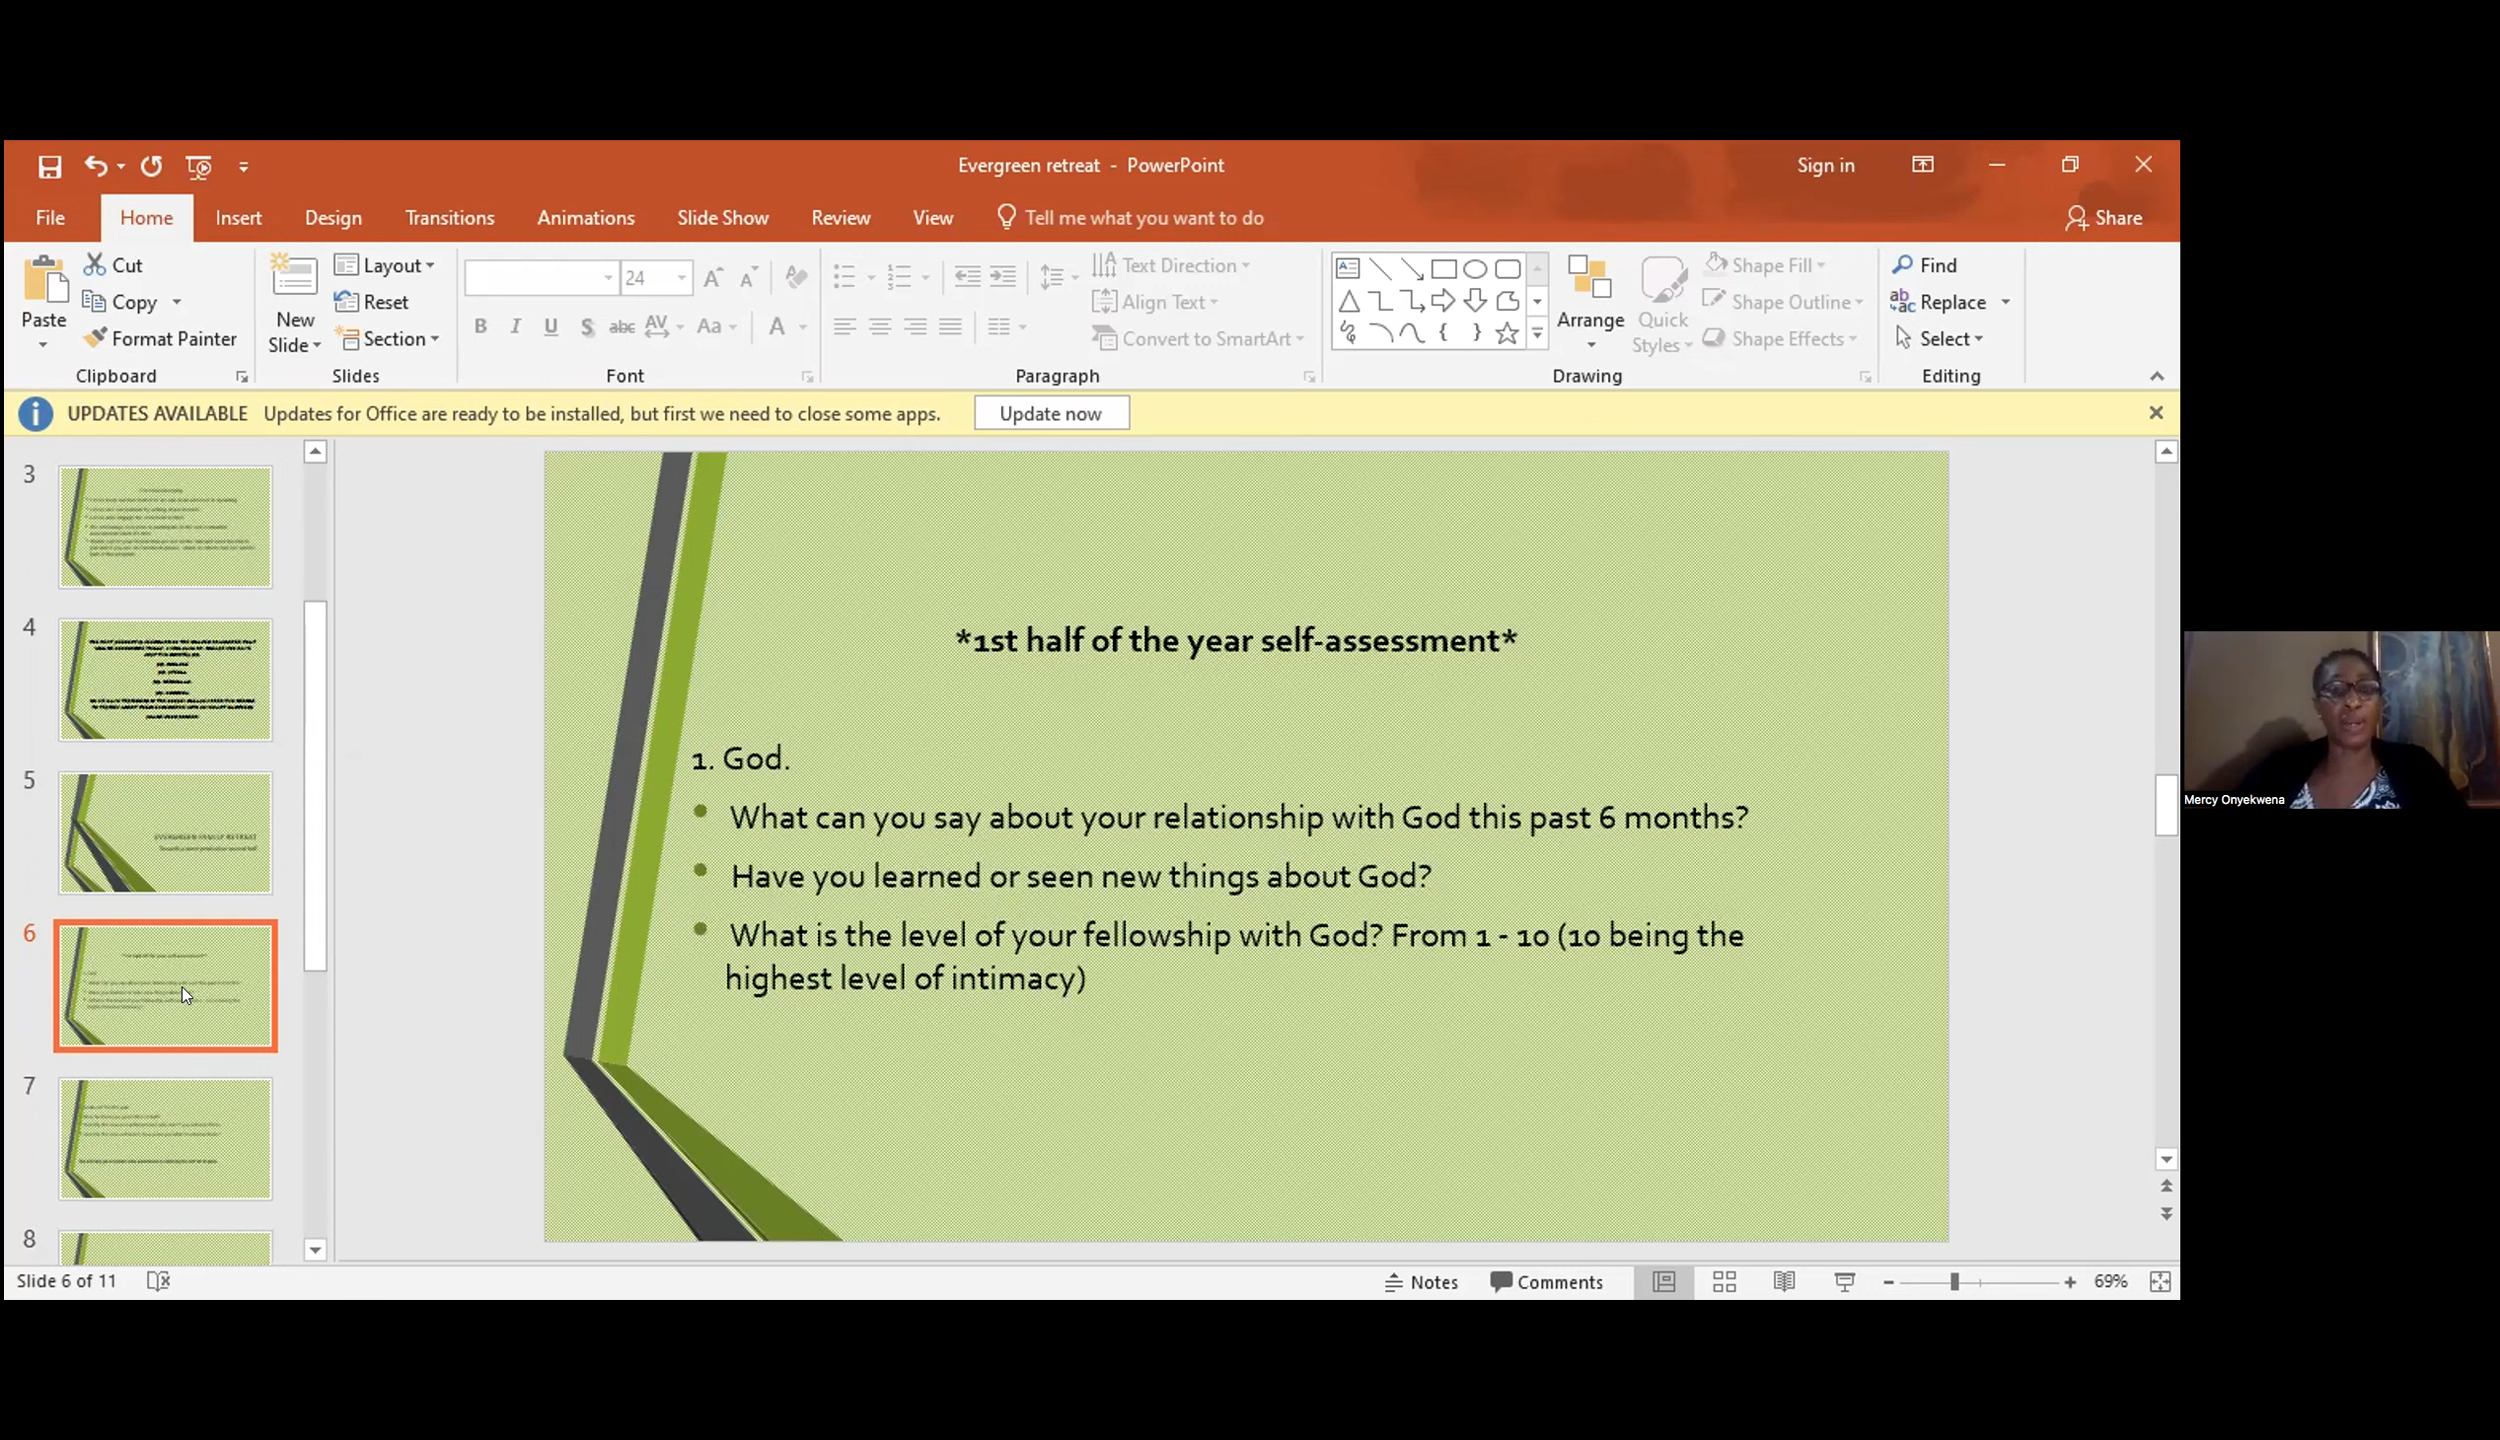 Evergreen retreat - PowerPoint
Sign in
File Home Insert Design Transitions Animations Slide Show Review View Tell me what you want to do
Share
Paste
Cut
Copy
Format Painter
Clipboard
New Slide
Layout
Reset
Section
Slides
24
B I U S abc AV Aa A
Font
Text Direction
Align Text
Convert to SmartArt
Paragraph
Arrange
Quick Styles
Shape Fill
Shape Outline
Shape Effects
Drawing
Find
Replace
Select
Editing
UPDATES AVAILABLE Updates for Office are ready to be installed, but first we need to close some apps. Update now
3
4
5
EVERGREEN FAMILY RETREAT
6
7
8
*1st half of the year self-assessment*
1. God.
What can you say about your relationship with God this past 6 months?
Have you learned or seen new things about God?
What is the level of your fellowship with God? From 1 - 10 (10 being the
highest level of intimacy)
Mercy Onyekwena
Slide 6 of 11
Notes Comments 69%